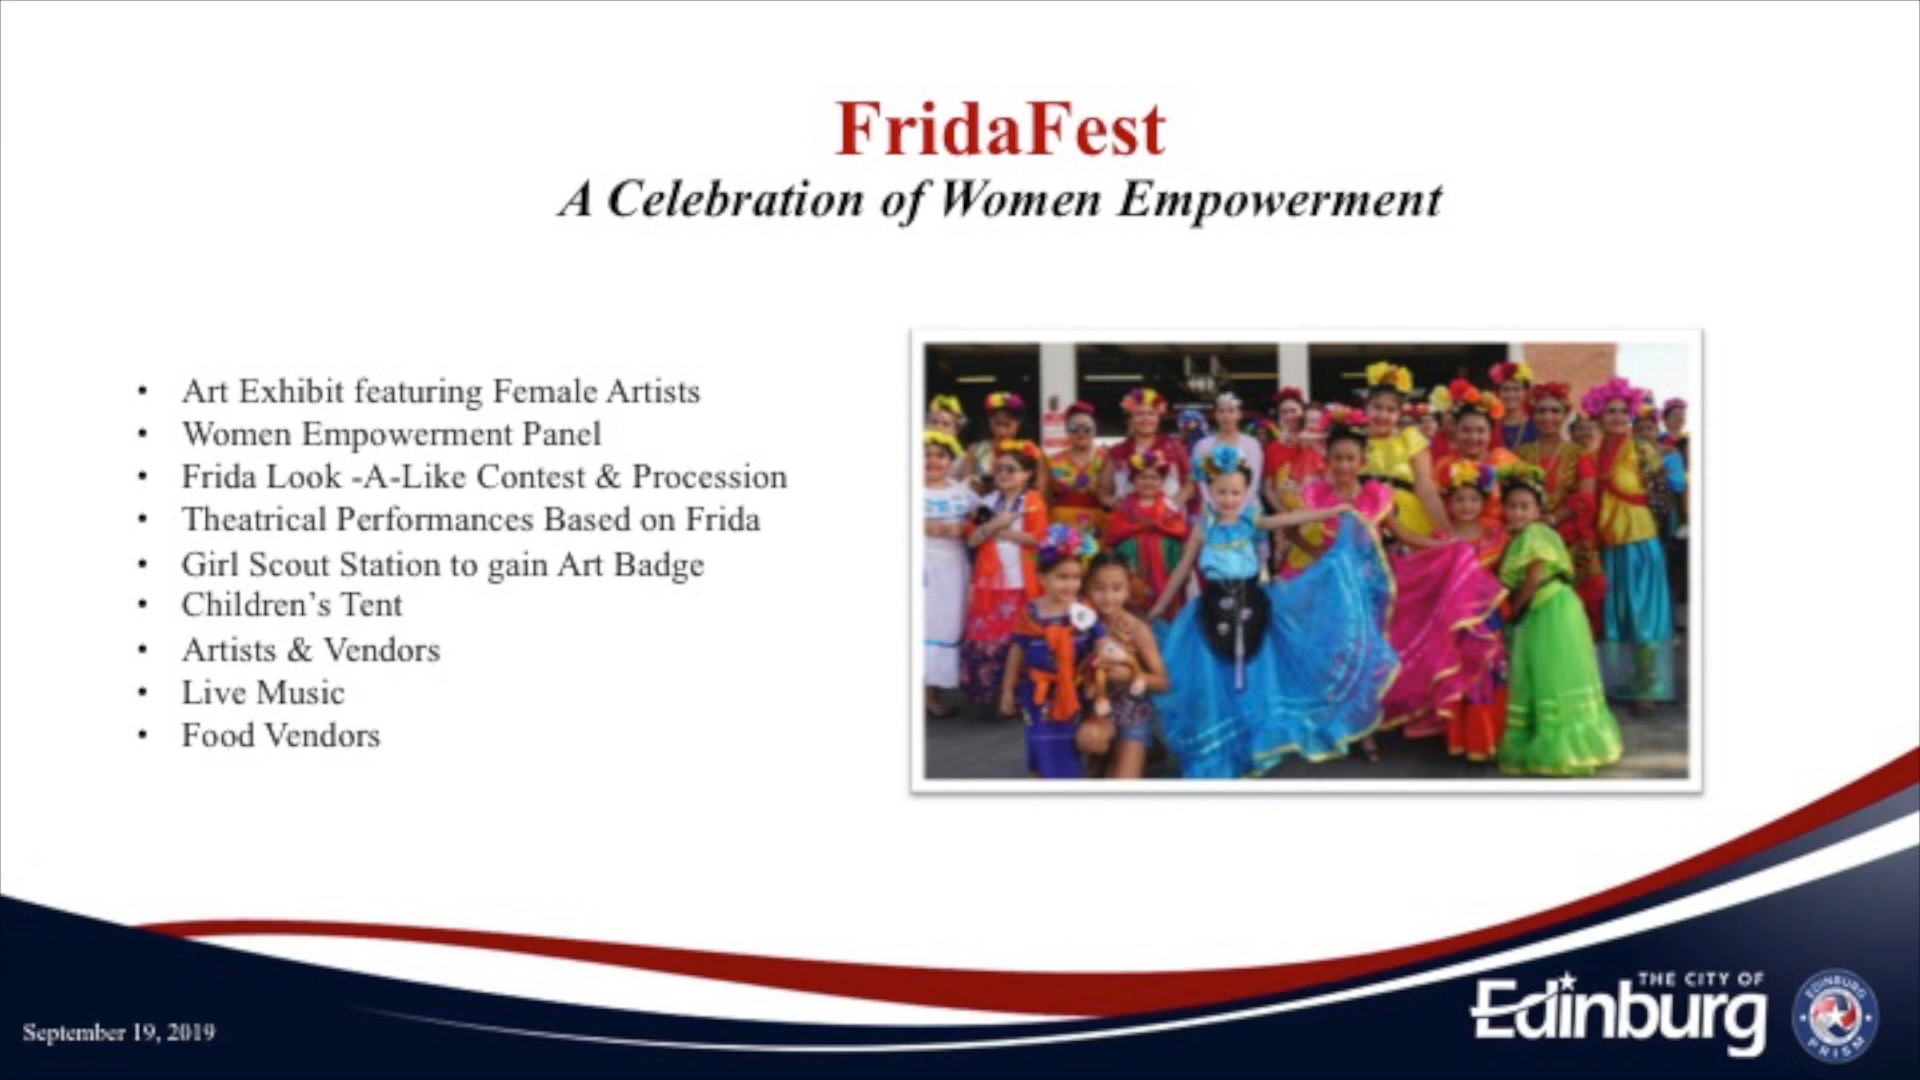 FridaFest
A Celebration of Women Empowerment
• Art Exhibit featuring Female Artists
• Women Empowerment Panel
• Frida Look -A-Like Contest & Procession
• Theatrical Performances Based on Frida
• Girl Scout Station to gain Art Badge
• Children’s Tent
• Artists & Vendors
• Live Music
• Food Vendors
September 19, 2019
THE CITY OF
Edinburg
EDINBURG
PRISM